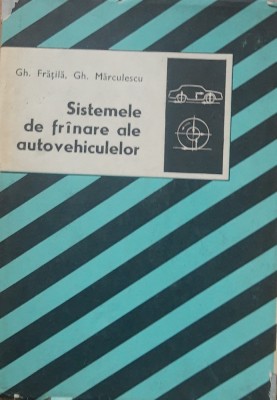 Gh. Frățilă, Gh. Mărculescu
Sistemele
de frînare ale
autovehiculelor